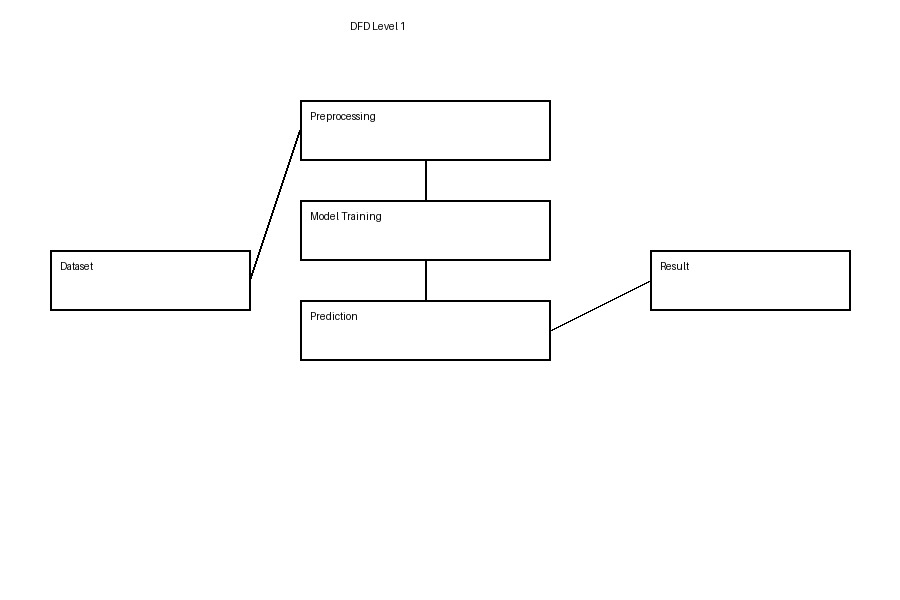 DFD Level 1
Preprocessing
Model Training
Dataset
Result
Prediction